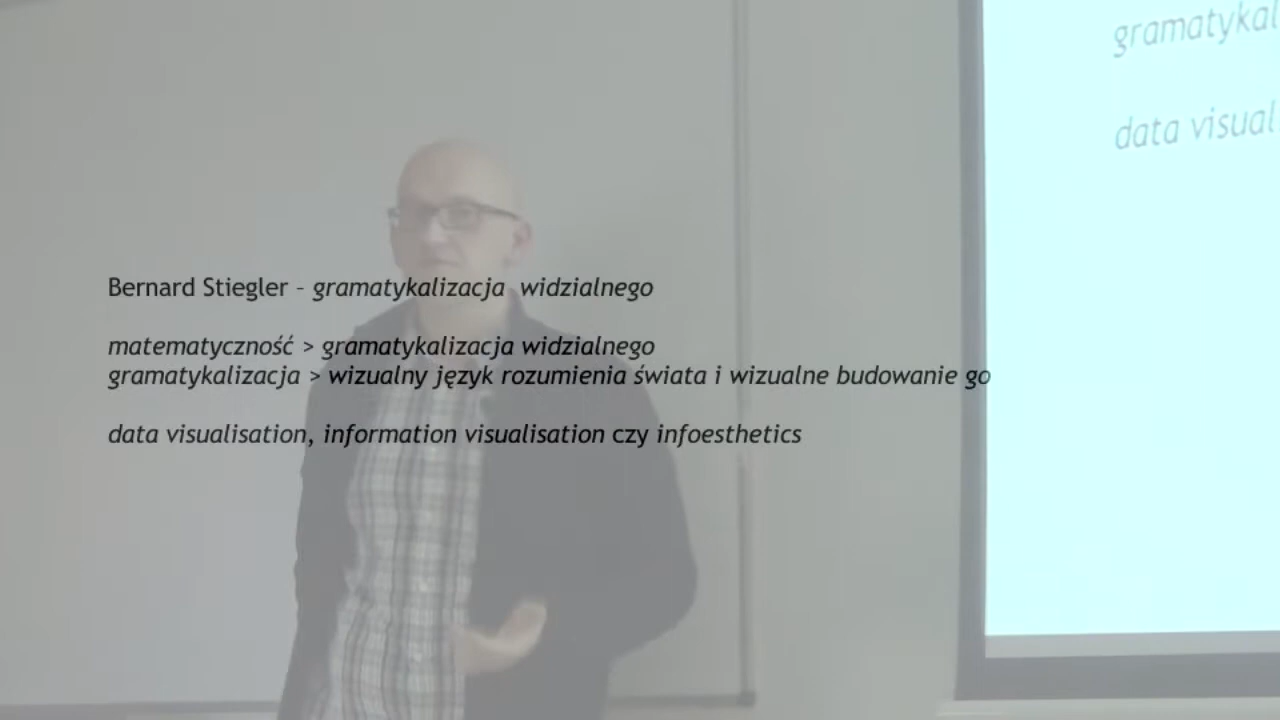 Bernard Stiegler – gramatykalizacja widzialnego
matematyczność > gramatykalizacja widzialnego
gramatykalizacja > wizualny język rozumienia świata i wizualne budowanie go
data visualisation, information visualisation czy infoesthetics
gramatykal
data visual